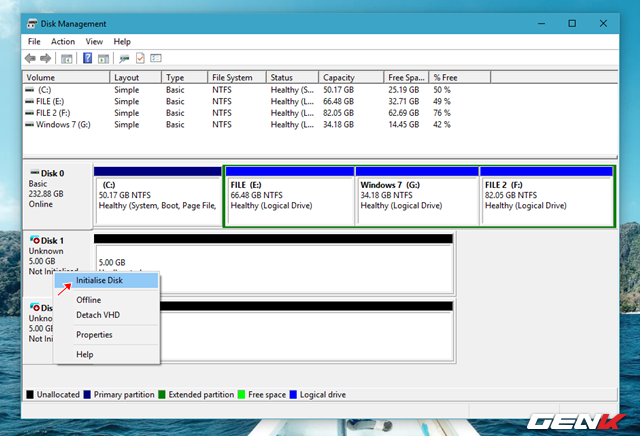 Disk Management
File Action View Help
Volume Layout Type File System Status Capacity Free Spa... % Free
(C:) Simple Basic NTFS Healthy (S... 50.17 GB 25.19 GB 50 %
FILE (E:) Simple Basic NTFS Healthy (L... 66.48 GB 32.71 GB 49 %
FILE 2 (F:) Simple Basic NTFS Healthy (L... 82.05 GB 62.69 GB 76 %
Windows 7 (G:) Simple Basic NTFS Healthy (L... 34.18 GB 14.45 GB 42 %
Disk 0
Basic
232.88 GB
Online
(C:)
50.17 GB NTFS
Healthy (System, Boot, Page File,
FILE (E:)
66.48 GB NTFS
Healthy (Logical Drive)
Windows 7 (G:)
34.18 GB NTFS
Healthy (Logical Drive)
FILE 2 (F:)
82.05 GB NTFS
Healthy (Logical Drive)
Disk 1
Unknown
5.00 GB
Not Initialized
5.00 GB
Initialise Disk
Offline
Detach VHD
Properties
Help
Dis
Unkno
5.00 GB
Not Ini
Unallocated Primary partition Extended partition Free space Logical drive
GENK